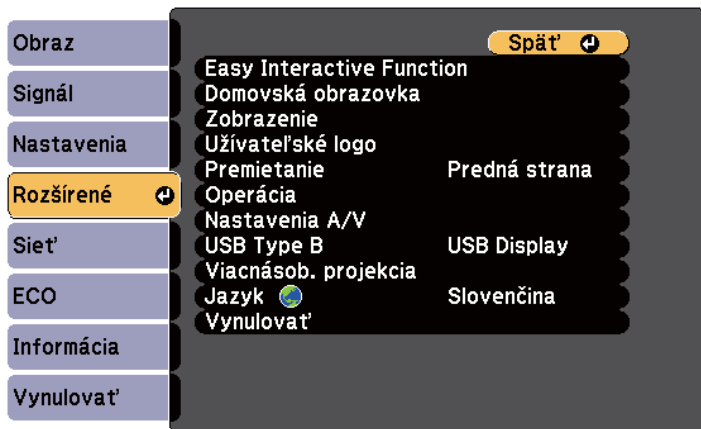 Obraz
Signál
Nastavenia
Rozšírené
Sieť
ECO
Informácia
Vynulovať
Späť
Easy Interactive Function
Domovská obrazovka
Zobrazenie
Užívateľské logo
Premietanie Predná strana
Operácia
Nastavenia A/V
USB Type B USB Display
Viacnásob. projekcia
Jazyk Slovenčina
Vynulovať